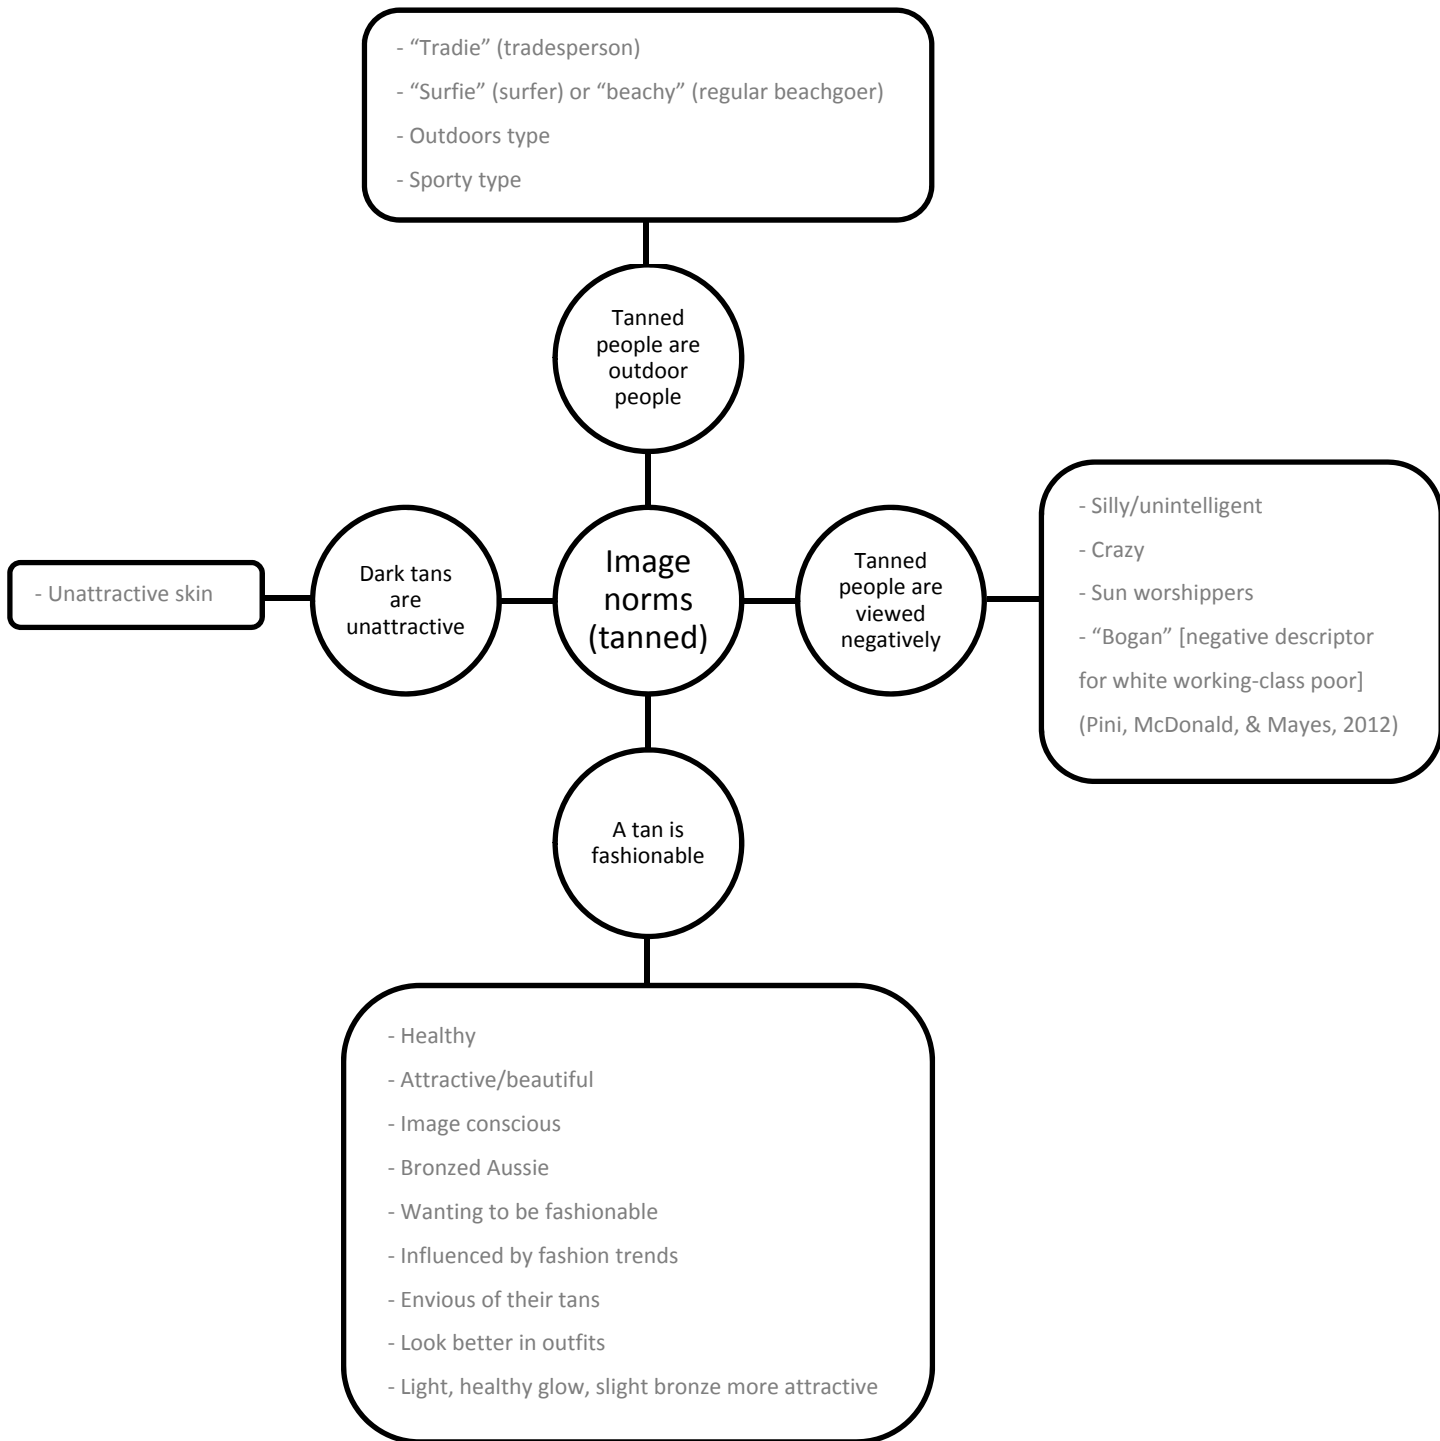 - “Tradie” (tradesperson)
- “Surfie” (surfer) or “beachy” (regular beachgoer)
- Outdoors type
- Sporty type
Tanned
people are
outdoor
people
- Unattractive skin
Dark tans
are
unattractive
Image
norms
(tanned)
Tanned
people are
viewed
negatively
- Silly/unintelligent
- Crazy
- Sun worshippers
- “Bogan” [negative descriptor
for white working-class poor]
(Pini, McDonald, & Mayes, 2012)
A tan is
fashionable
- Healthy
- Attractive/beautiful
- Image conscious
- Bronzed Aussie
- Wanting to be fashionable
- Influenced by fashion trends
- Envious of their tans
- Look better in outfits
- Light, healthy glow, slight bronze more attractive